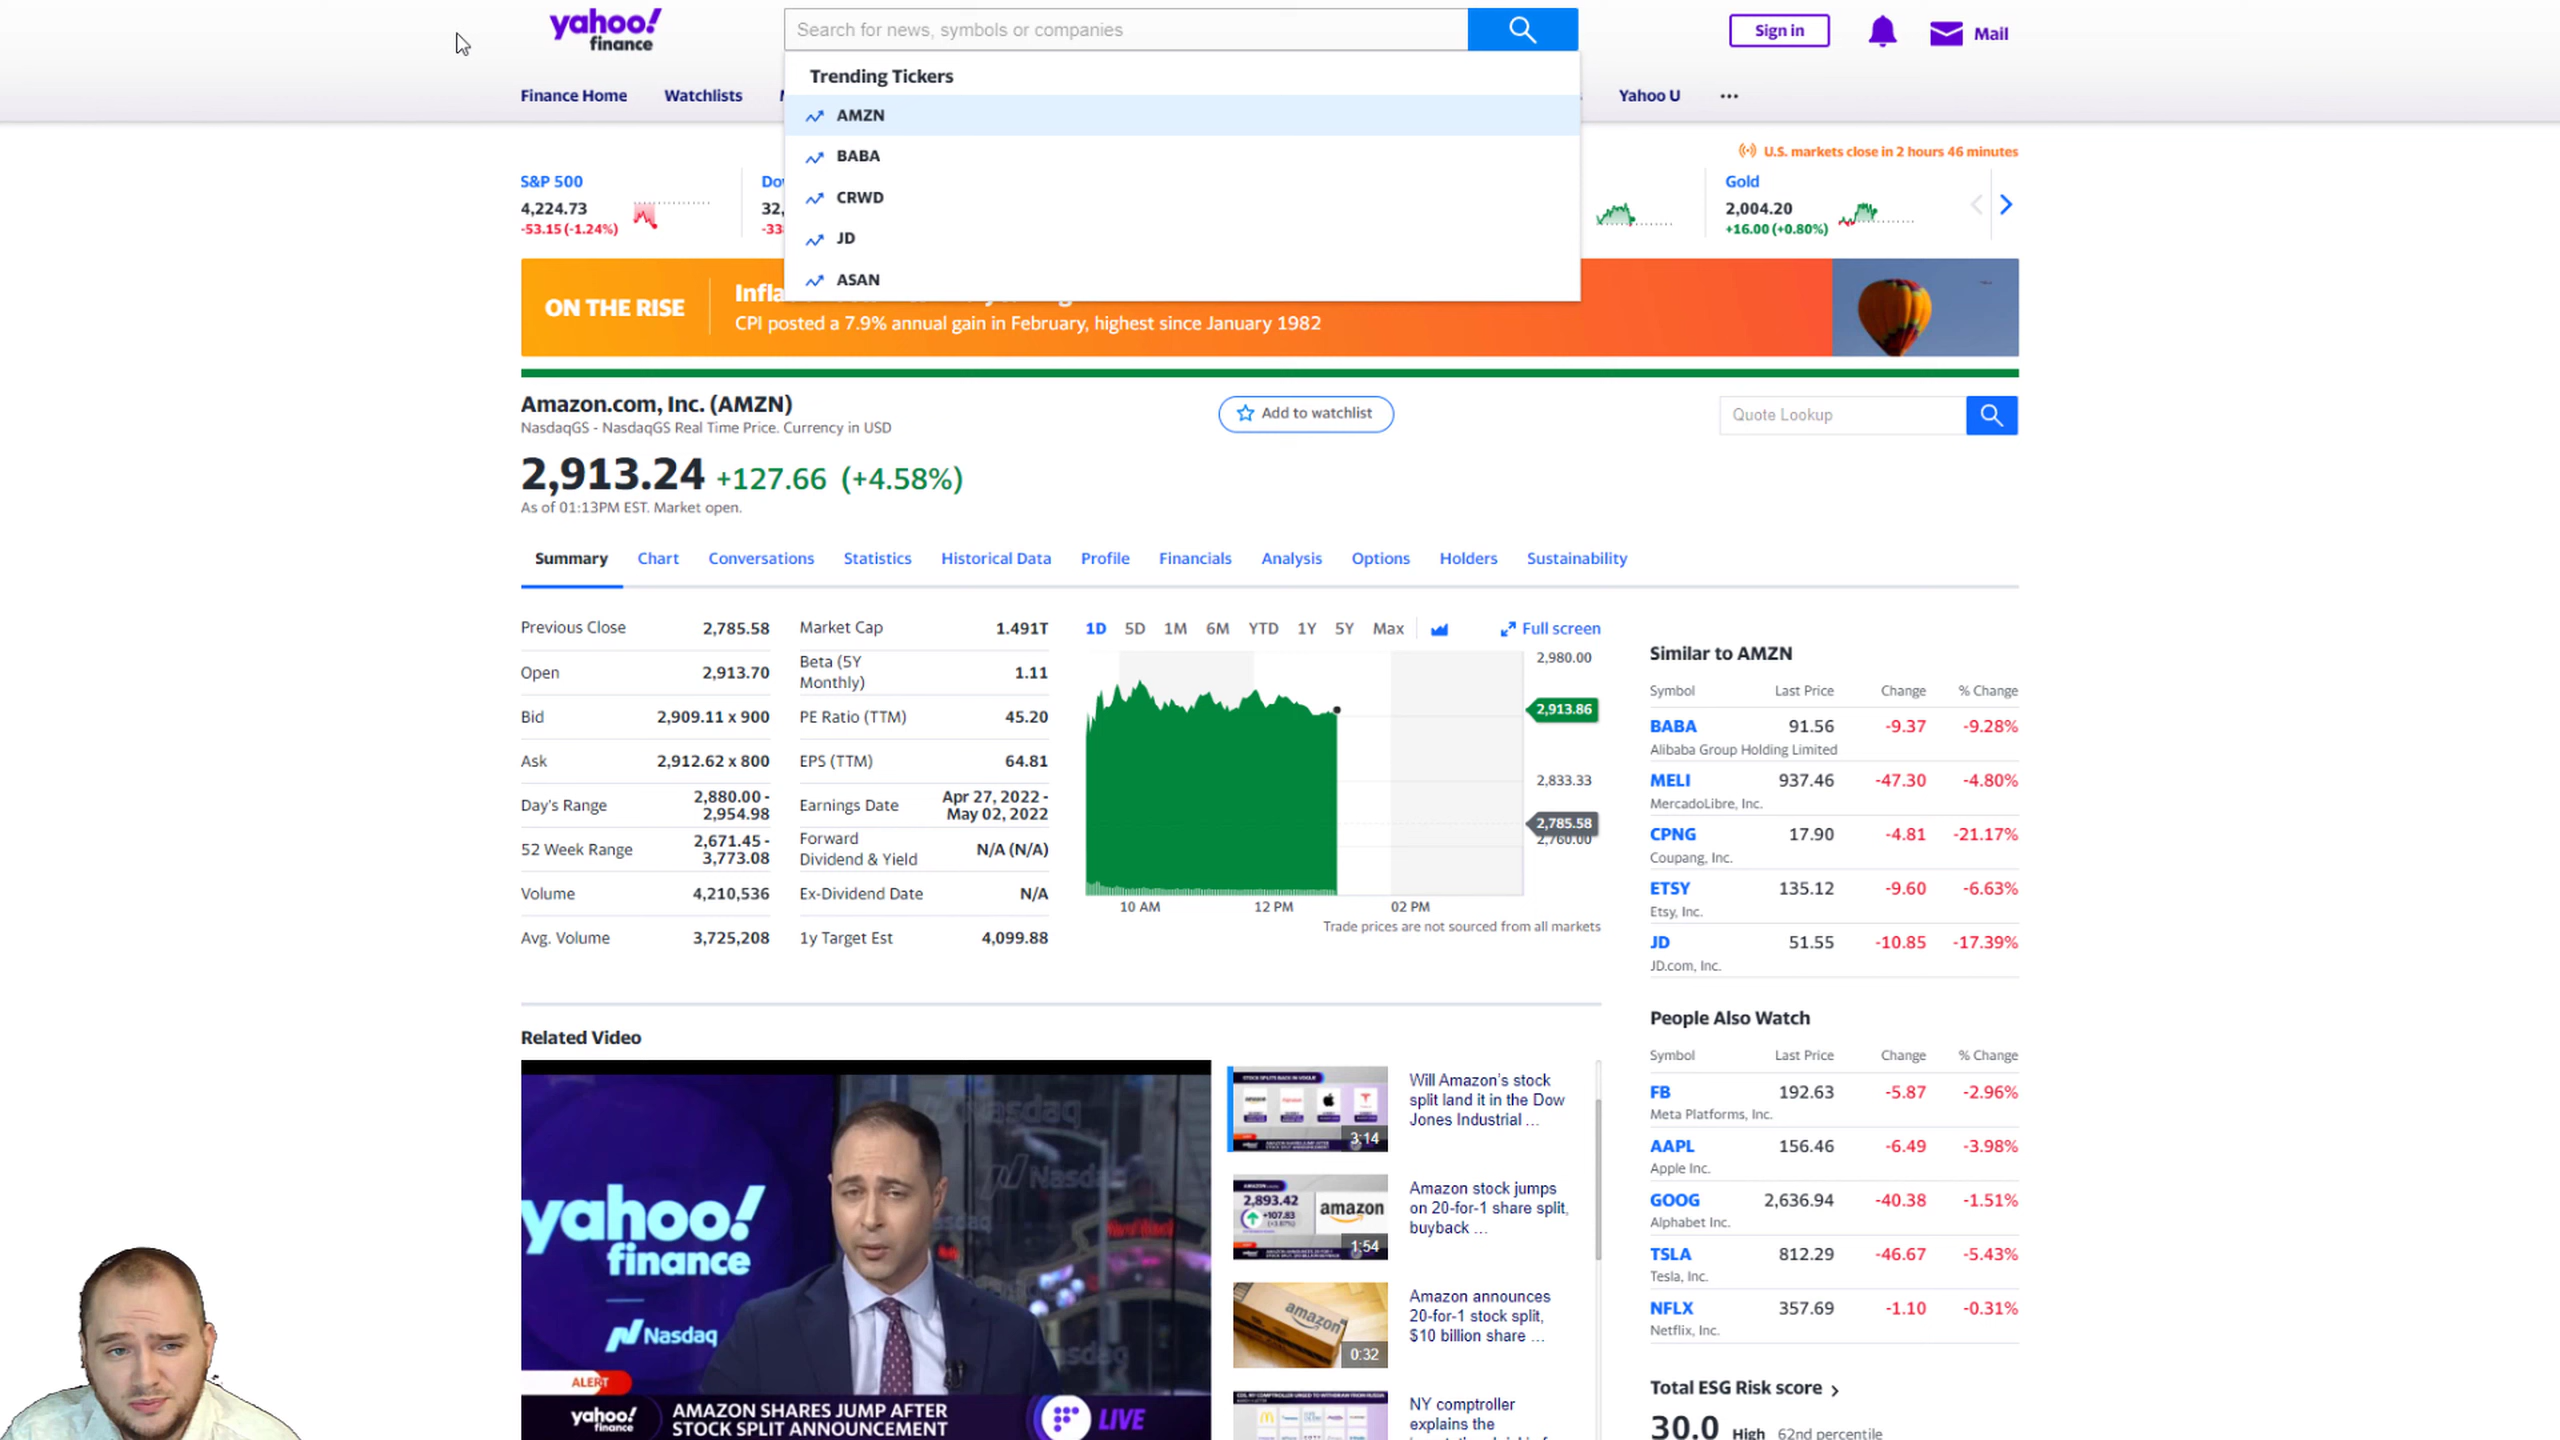 yahoo!
finance
Search for news, symbols or companies
Sign in
Mail
Trending Tickers
AMZN
BABA
CRWD
JD
ASAN
Finance Home
Watchlists
Yahoo U
U.S. markets close in 2 hours 46 minutes
S&P 500
4,224.73
-53.15 (-1.24%)
Gold
2,004.20
+16.00 (+0.80%)
ON THE RISE
CPI posted a 7.9% annual gain in February, highest since January 1982
Amazon.com, Inc. (AMZN)
NasdaqGS - NasdaqGS Real Time Price. Currency in USD
Add to watchlist
Quote Lookup
2,913.24 +127.66 (+4.58%)
As of 01:13PM EST. Market open.
Summary Chart Conversations Statistics Historical Data Profile Financials Analysis Options Holders Sustainability
Previous Close 2,785.58
Open 2,913.70
Bid 2,909.11 x 900
Ask 2,912.62 x 800
Day's Range 2,880.00 -
2,954.98
52 Week Range 2,671.45 -
3,773.08
Volume 4,210,536
Avg. Volume 3,725,208
Market Cap 1.491T
Beta (5Y
Monthly) 1.11
PE Ratio (TTM) 45.20
EPS (TTM) 64.81
Earnings Date Apr 27, 2022 -
May 02, 2022
Forward
Dividend & Yield N/A (N/A)
Ex-Dividend Date N/A
1y Target Est 4,099.88
1D 5D 1M 6M YTD 1Y 5Y Max Full screen
2,980.00
2,913.86
2,833.33
2,785.58
2,760.00
10 AM 12 PM 02 PM
Trade prices are not sourced from all markets
Similar to AMZN
Symbol Last Price Change % Change
BABA 91.56 -9.37 -9.28%
Alibaba Group Holding Limited
MELI 937.46 -47.30 -4.80%
MercadoLibre, Inc.
CPNG 17.90 -4.81 -21.17%
Coupang, Inc.
ETSY 135.12 -9.60 -6.63%
Etsy, Inc.
JD 51.55 -10.85 -17.39%
JD.com, Inc.
People Also Watch
Symbol Last Price Change % Change
FB 192.63 -5.87 -2.96%
Meta Platforms, Inc.
AAPL 156.46 -6.49 -3.98%
Apple Inc.
GOOG 2,636.94 -40.38 -1.51%
Alphabet Inc.
TSLA 812.29 -46.67 -5.43%
Tesla, Inc.
NFLX 357.69 -1.10 -0.31%
Netflix, Inc.
Total ESG Risk score
30.0 High 62nd percentile
Related Video
yahoo!
finance
Nasdaq
Nasdaq
Nasdaq
ALERT
yahoo!
finance
AMAZON SHARES JUMP AFTER
STOCK SPLIT ANNOUNCEMENT
LIVE
3:14
Will Amazon's stock
split land it in the Dow
Jones Industrial ...
2,893.42
+107.83
amazon
1:54
Amazon stock jumps
on 20-for-1 share split,
buyback ...
amazon
0:32
Amazon announces
20-for-1 stock split,
$10 billion share ...
NY comptroller
explains the